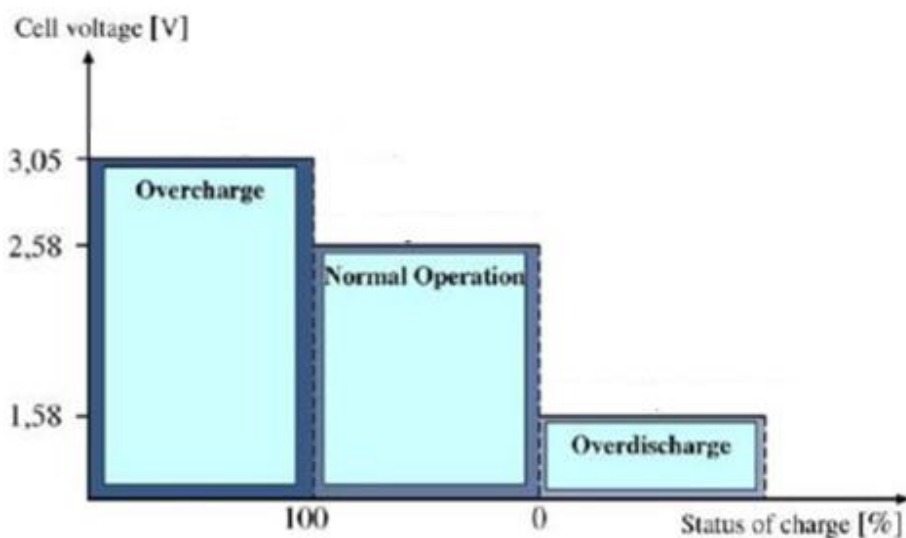 Cell voltage [V]
3,05
Overcharge
2,58
Normal Operation
1,58
Overdischarge
100
0
Status of charge [%]